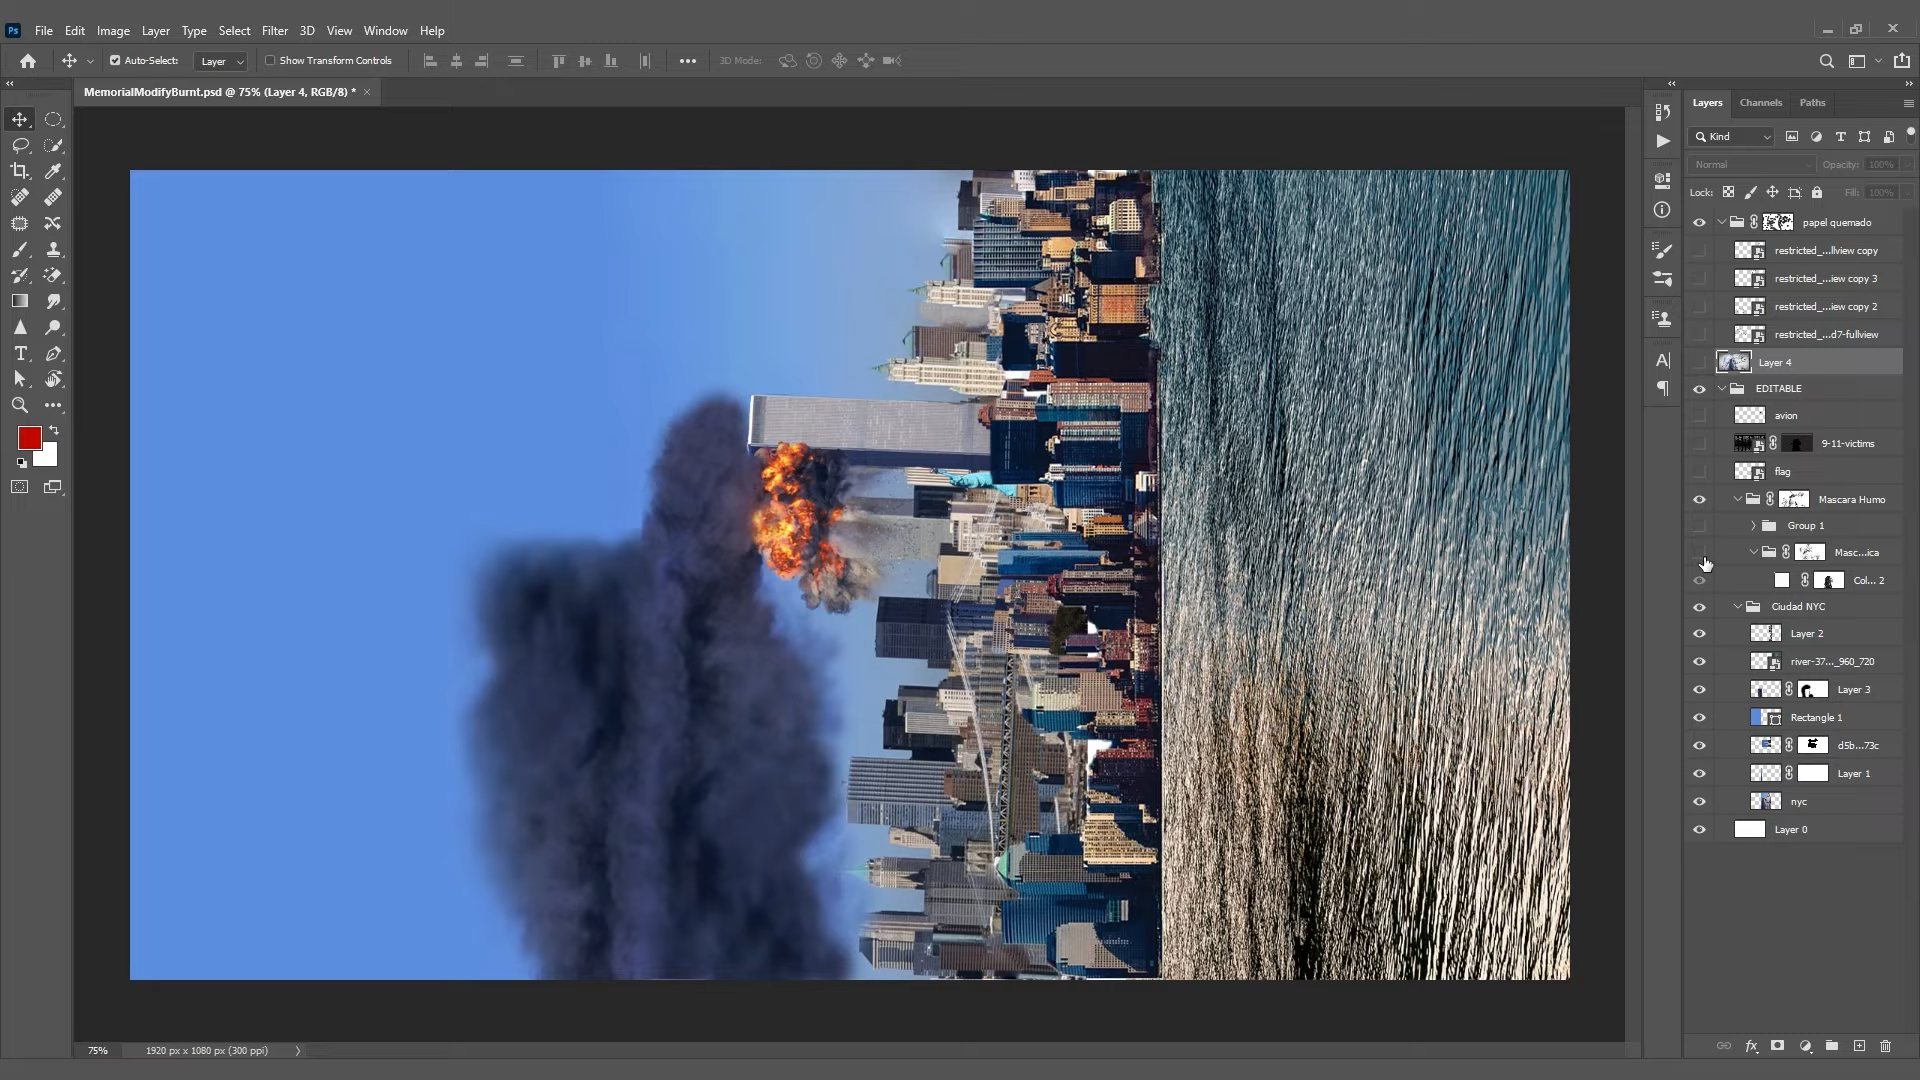 Ps File Edit Image Layer Type Select Filter 3D View Window Help
Auto-Select: Layer Show Transform Controls 3D Mode:
MemorialModifyBurnt.psd @ 75% (Layer 4, RGB/8) *
Layers Channels Paths
Kind
Normal Opacity: 100%
Lock: Fill: 100%
papel quemado
restricted_...llview copy
restricted_...iew copy 3
restricted_...iew copy 2
restricted_...d7-fullview
Layer 4
EDITABLE
avion
9-11-victims
flag
Mascara Humo
Group 1
Masc...ica
Col... 2
Ciudad NYC
Layer 2
river-37..._960_720
Layer 3
Rectangle 1
d5b...73c
Layer 1
nyc
Layer 0
75% 1920 px x 1080 px (300 ppi)